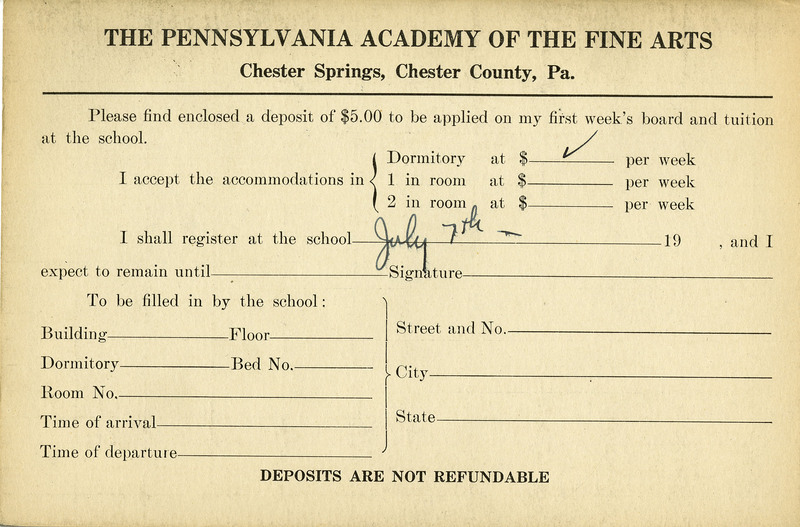 THE PENNSYLVANIA ACADEMY OF THE FINE ARTS
Chester Springs, Chester County, Pa.
Please find enclosed a deposit of $5.00 to be applied on my first week's board and tuition
at the school.
I accept the accommodations in
Dormitory at $ ✓ per week
1 in room at $ per week
2 in room at $ per week
I shall register at the school July 7th – 19 , and I
expect to remain until Signature
To be filled in by the school:
Building Floor
Dormitory Bed No.
Room No.
Time of arrival
Time of departure
Street and No.
City
State
DEPOSITS ARE NOT REFUNDABLE